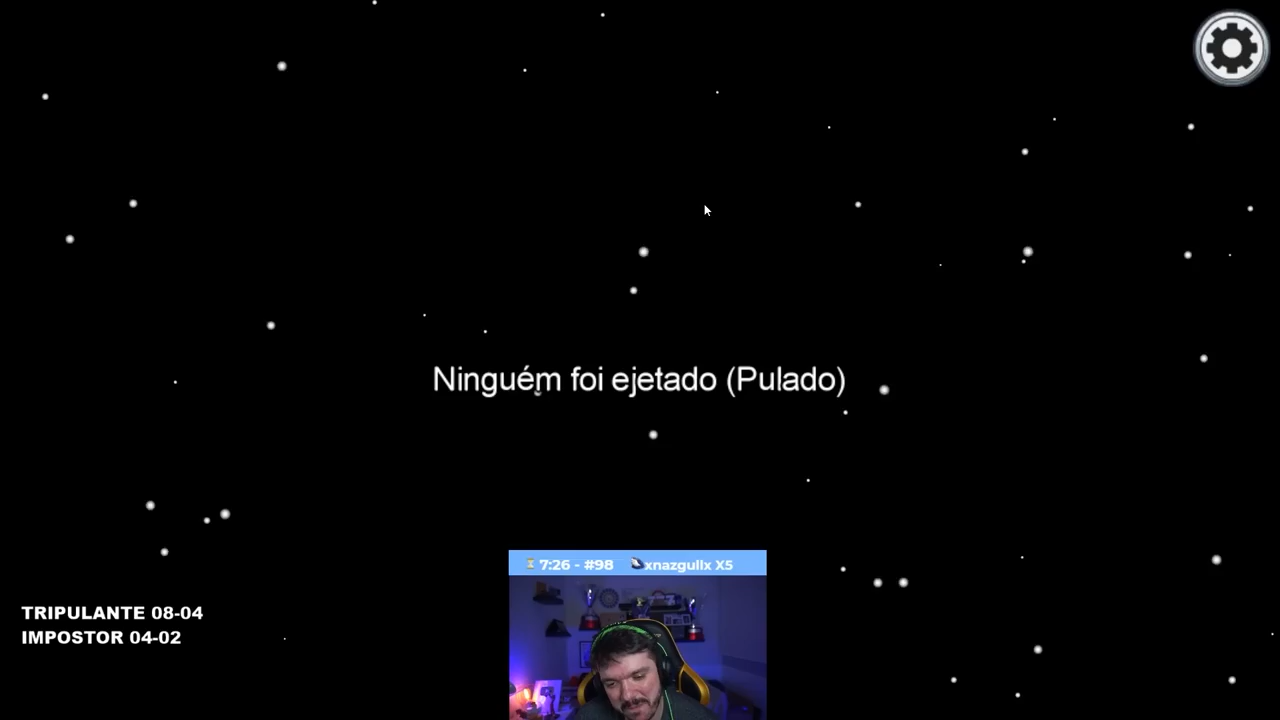 Ninguém foi ejetado (Pulado)
7:26 - #98 xnazgullx X5
TRIPULANTE 08-04
IMPOSTOR 04-02